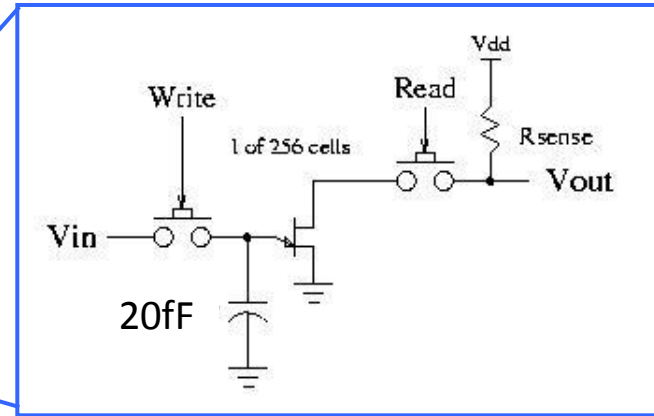 Vdd
Write
Read
1 of 256 cells
Rsense
Vin
Vout
20fF